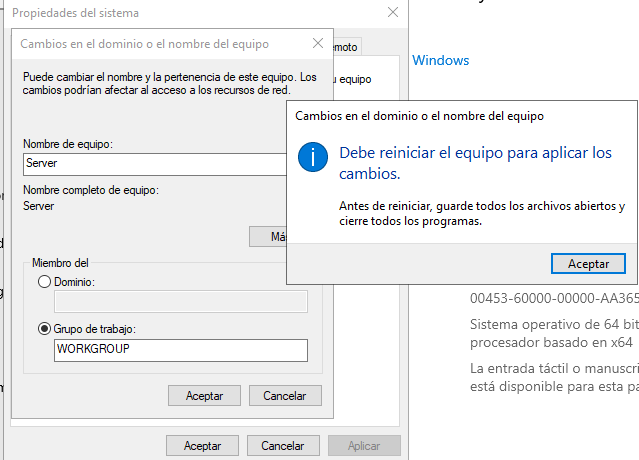 Propiedades del sistema
Cambios en el dominio o el nombre del equipo
Windows
Puede cambiar el nombre y la pertenencia de este equipo. Los
cambios podrían afectar al acceso a los recursos de red.
equipo
Cambios en el dominio o el nombre del equipo
Debe reiniciar el equipo para aplicar los
cambios.
Antes de reiniciar, guarde todos los archivos abiertos y
cierre todos los programas.
Aceptar
Nombre de equipo:
Server
Nombre completo de equipo:
Server
Miembro del
Dominio:
Grupo de trabajo:
WORKGROUP
Aceptar Cancelar
Aceptar Cancelar Aplicar
00453-60000-00000-AA365
Sistema operativo de 64 bit
procesador basado en x64
La entrada táctil o manuscri
está disponible para esta pa